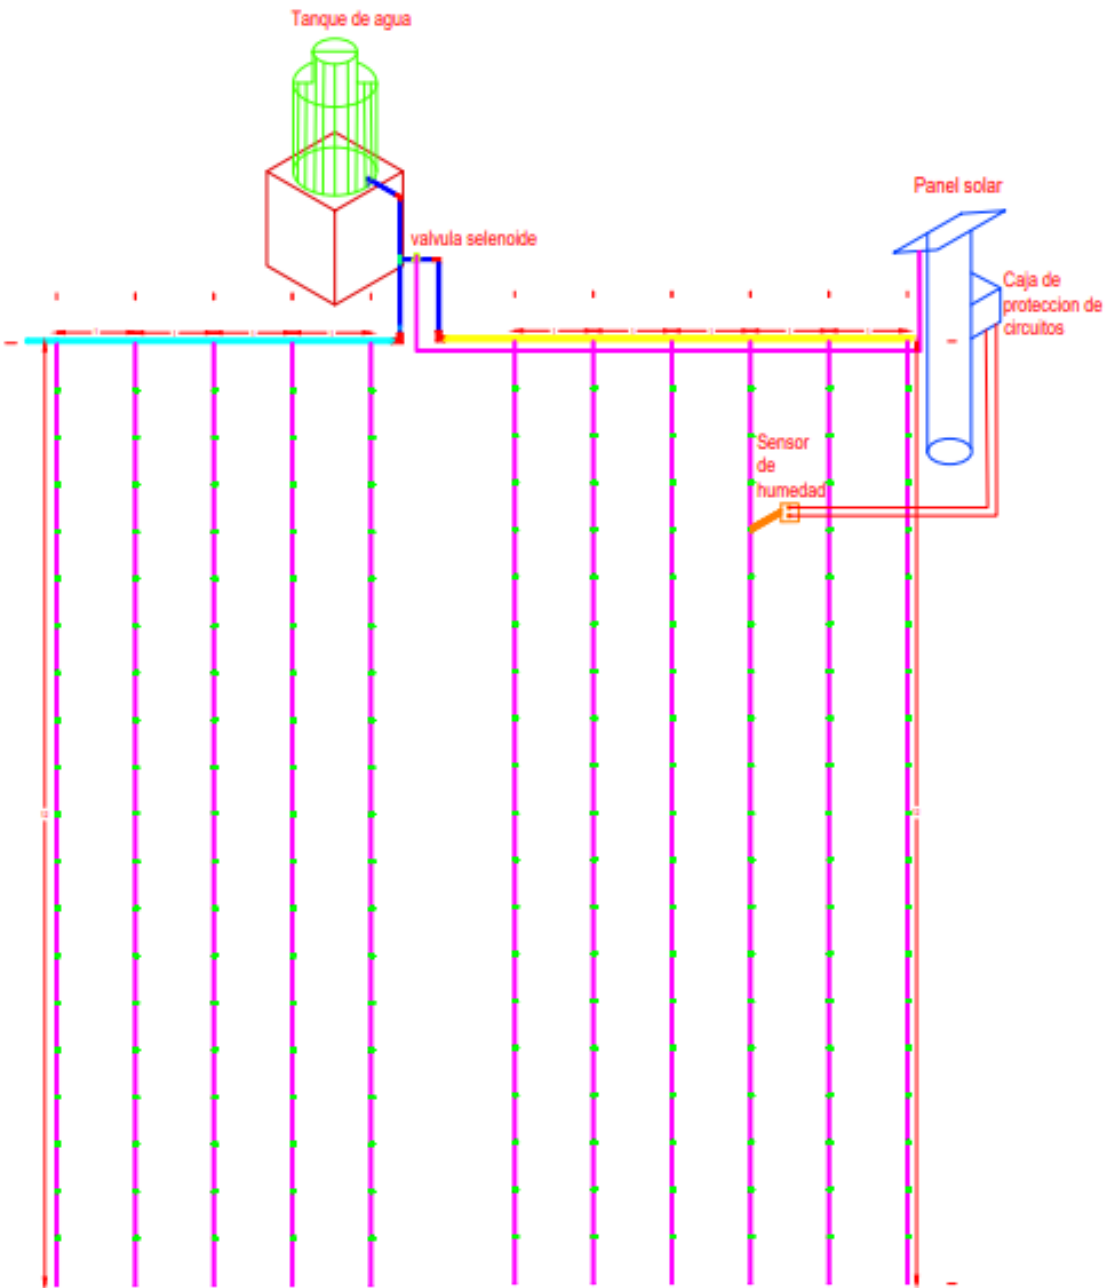 Tanque de agua
Panel solar
valvula selenoide
Caja de
proteccion de
circuitos
Sensor
de
humedad